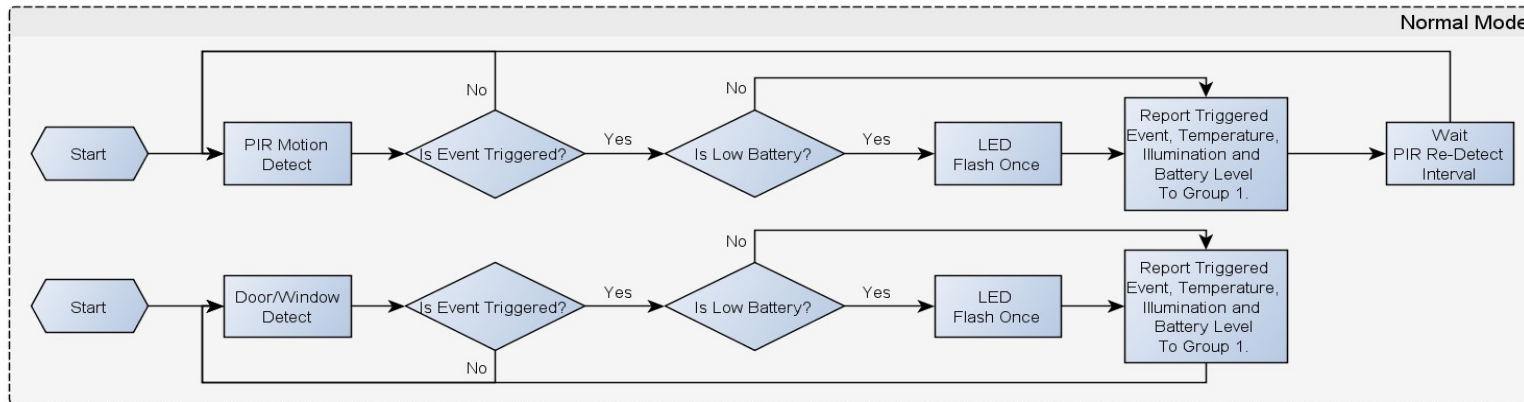 Normal Mode
No
No
Start
PIR Motion
Detect
Is Event Triggered?
Yes
Is Low Battery?
Yes
LED
Flash Once
Report Triggered
Event, Temperature,
Illumination and
Battery Level
To Group 1.
Wait
PIR Re-Detect
Interval
No
Start
Door/Window
Detect
Is Event Triggered?
Yes
Is Low Battery?
Yes
LED
Flash Once
Report Triggered
Event, Temperature,
Illumination and
Battery Level
To Group 1.
No